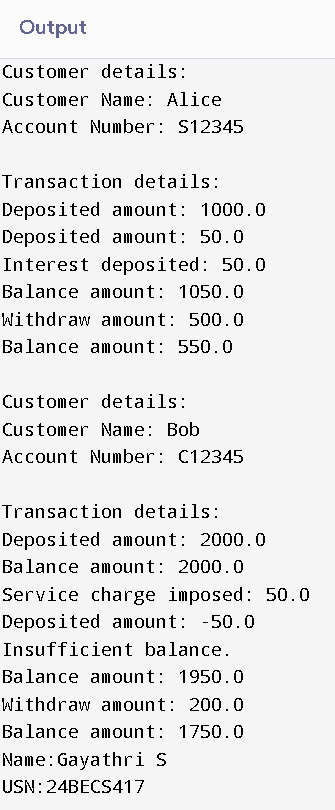 Output
Customer details:
Customer Name: Alice
Account Number: S12345
Transaction details:
Deposited amount: 1000.0
Deposited amount: 50.0
Interest deposited: 50.0
Balance amount: 1050.0
Withdraw amount: 500.0
Balance amount: 550.0
Customer details:
Customer Name: Bob
Account Number: C12345
Transaction details:
Deposited amount: 2000.0
Balance amount: 2000.0
Service charge imposed: 50.0
Deposited amount: -50.0
Insufficient balance.
Balance amount: 1950.0
Withdraw amount: 200.0
Balance amount: 1750.0
Name:Gayathri S
USN:24BECS417